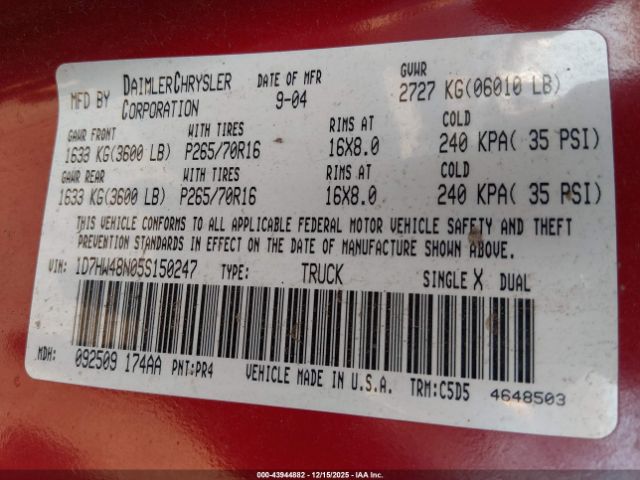 MFD BY DAIMLERCHRYSLER CORPORATION DATE OF MFR 9-04 GVWR 2727 KG(06010 LB)
GAWR FRONT WITH TIRES RIMS AT COLD
1633 KG(3600 LB) P265/70R16 16X8.0 240 KPA( 35 PSI)
GAWR REAR WITH TIRES RIMS AT COLD
1633 KG(3600 LB) P265/70R16 16X8.0 240 KPA( 35 PSI)
THIS VEHICLE CONFORMS TO ALL APPLICABLE FEDERAL MOTOR VEHICLE SAFETY AND THEFT
PREVENTION STANDARDS IN EFFECT ON THE DATE OF MANUFACTURE SHOWN ABOVE.
VIN: 1D7HW48N05S150247 TYPE: TRUCK SINGLE X DUAL
MDH: 092509 174AA PNT:PR4 VEHICLE MADE IN U.S.A. TRM:C5D5 4648503
000-43944882 - 12/15/2025 - IAAC